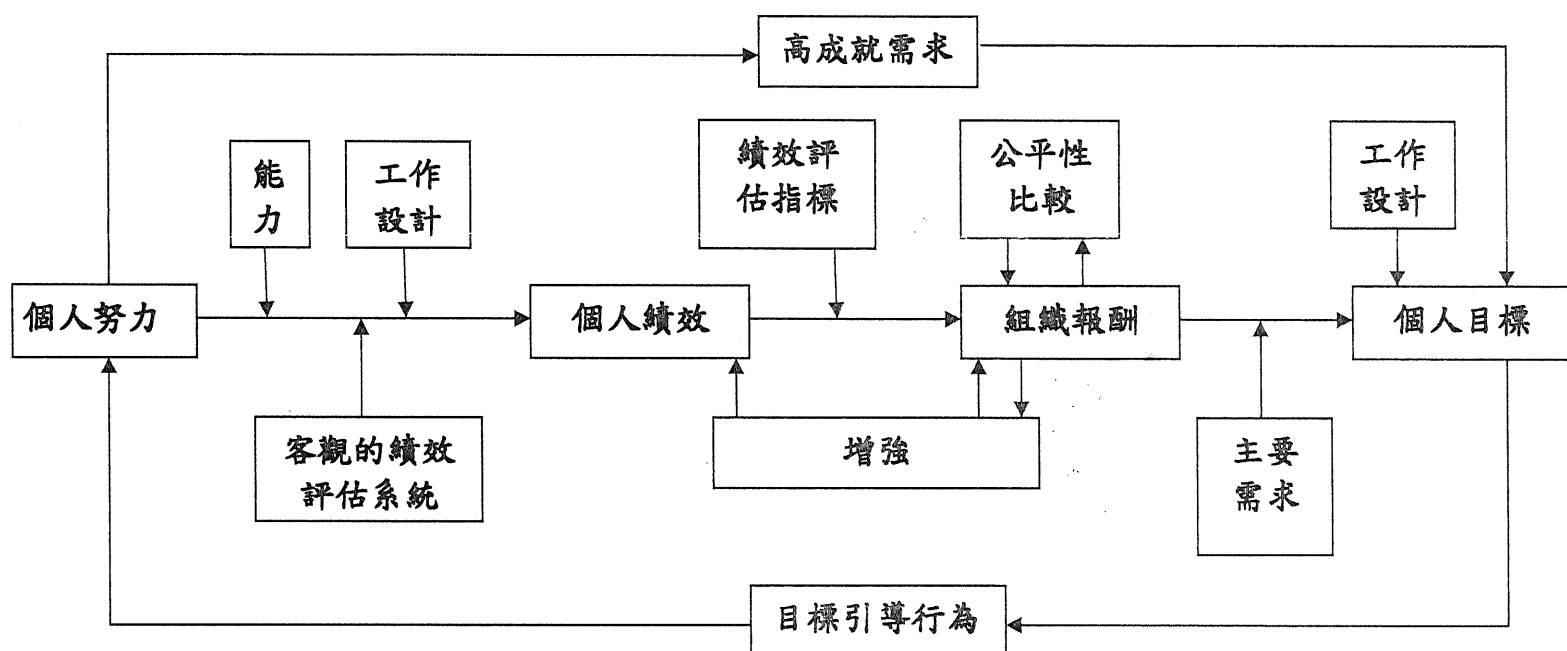 高成就需求
能
力
工作
設計
績效評
估指標
公平性
比較
工作
設計
個人努力
個人績效
組織報酬
個人目標
客觀的績效
評估系統
增強
主要
需求
目標引導行為